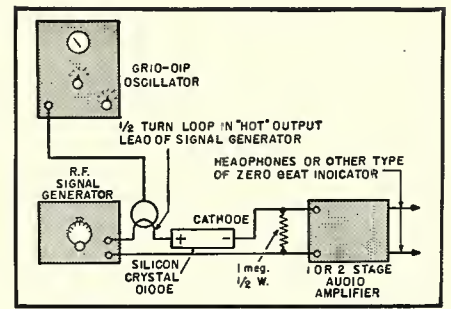 GRID-DIP
OSCILLATOR
1/2 TURN LOOP IN "HOT" OUTPUT
LEAD OF SIGNAL GENERATOR
HEADPHONES OR OTHER TYPE
OF ZERO BEAT INDICATOR
R.F.
SIGNAL
GENERATOR
CATHODE
+ -
SILICON
CRYSTAL
DIODE
1 meg.
1/2 W.
1 OR 2 STAGE
AUDIO
AMPLIFIER